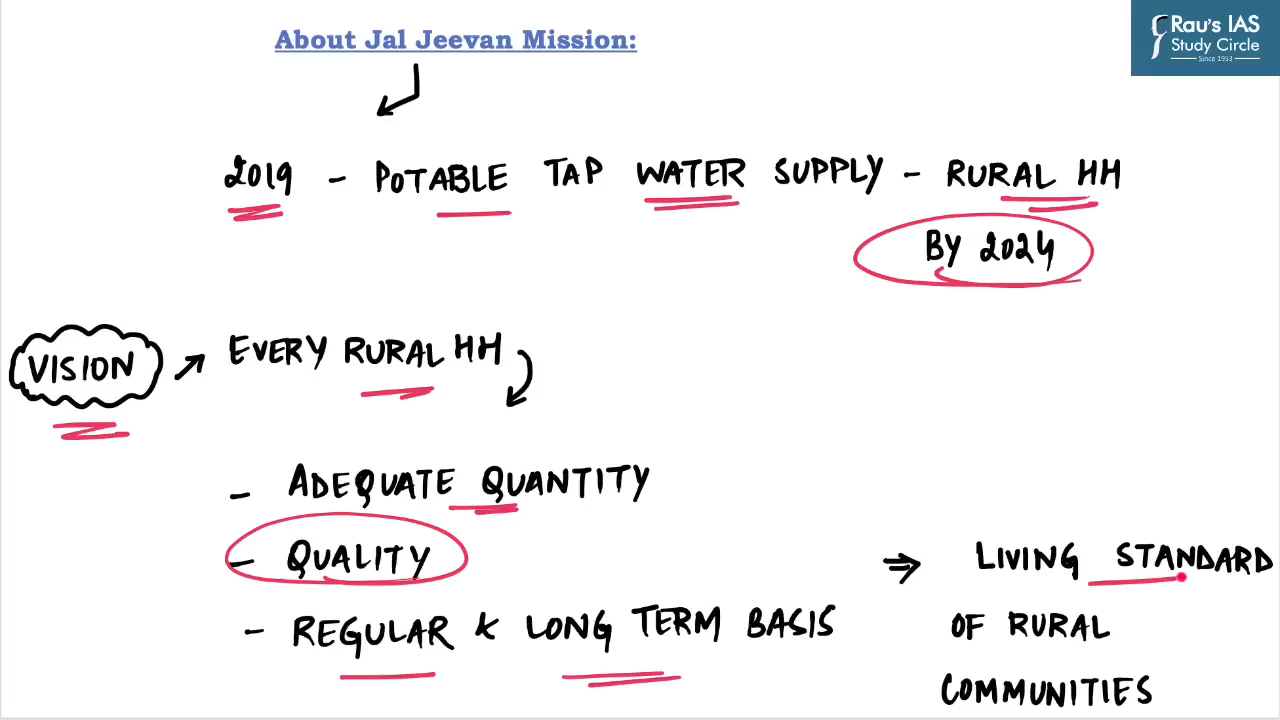 About Jal Jeevan Mission:
Rau's IAS
Study Circle
Since 1953
2019 - POTABLE TAP WATER SUPPLY - RURAL HH
BY 2024
VISION
EVERY RURAL HH
- ADEQUATE QUANTITY
- QUALITY
- REGULAR & LONG TERM BASIS
LIVING STANDARD
OF RURAL
COMMUNITIES